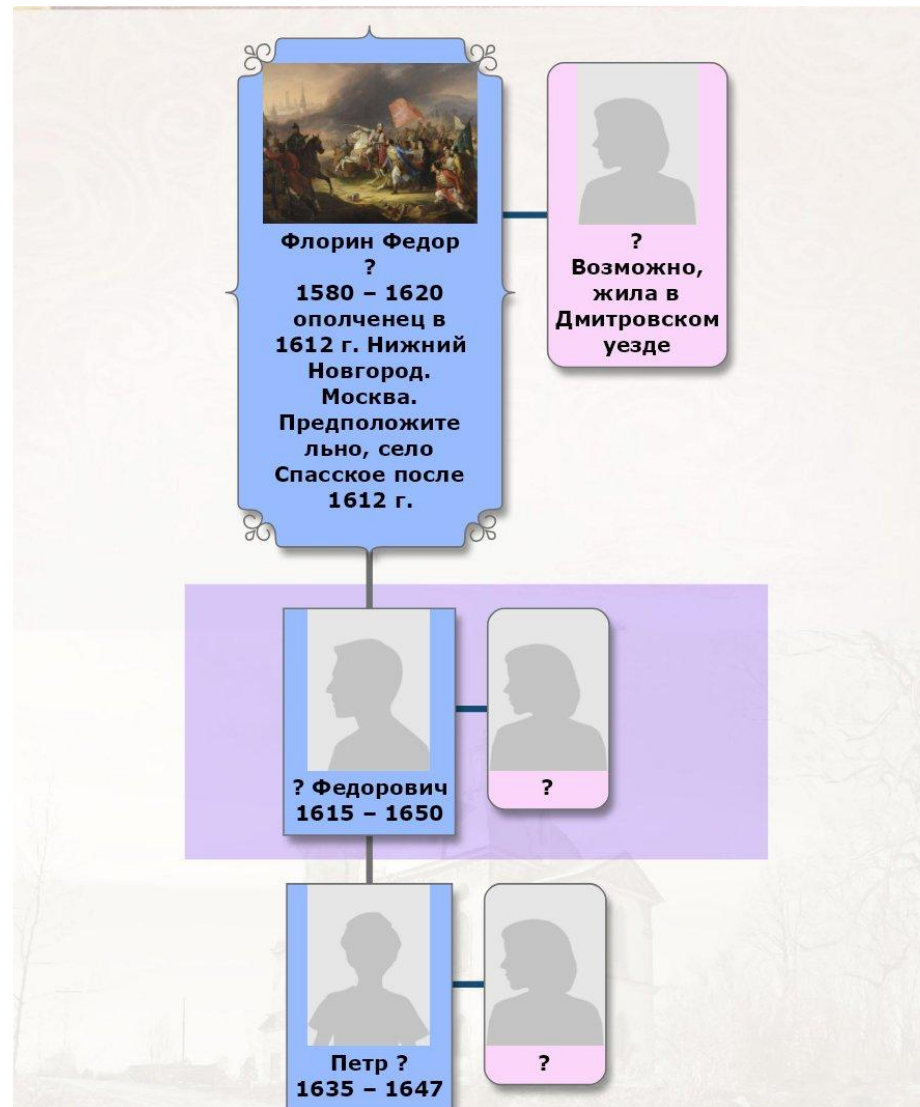 Флорин Федор
?
1580 – 1620
ополченец в
1612 г. Нижний
Новгород.
Москва.
Предположите
льно, село
Спасское после
1612 г.
?
Возможно,
жила в
Дмитровском
уезде
? Федорович
1615 – 1650
?
Петр ?
1635 – 1647
?